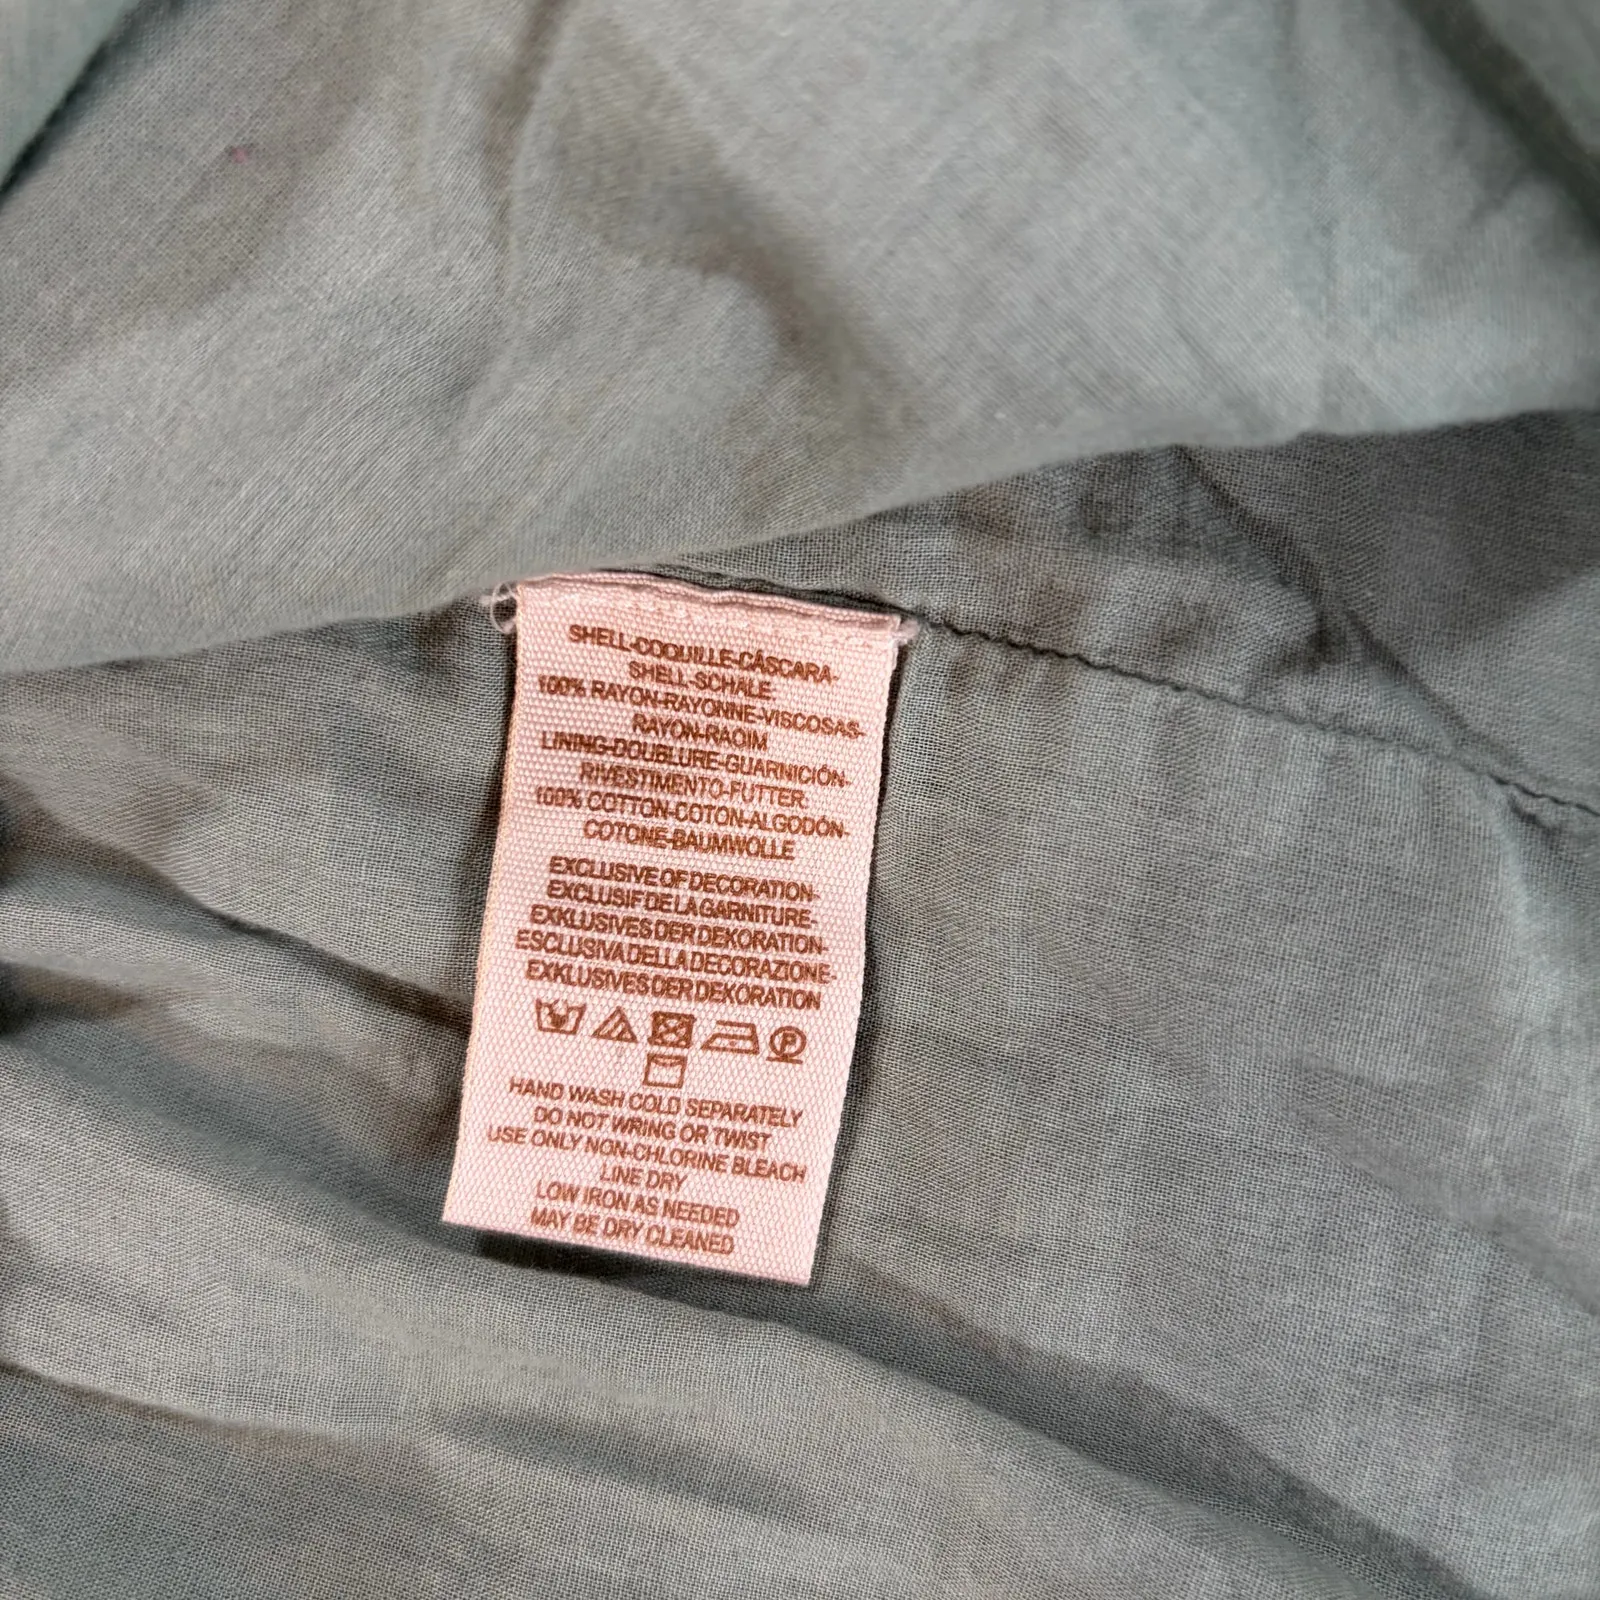 SHELL-COQUILLE-CÁSCARA-
SHELL-SCHALE
100% RAYON-RAYONNE-VISCOSAS-
RAYON-RAOIM
LINING-DOUBLURE-GUARNICIÓN-
RIVESTIMENTO-FUTTER
100% COTTON-COTON-ALGODÓN-
COTONE-BAUMWOLLE
EXCLUSIVE OF DECORATION-
EXCLUSIF DE LA GARNITURE-
EXKLUSIVES DER DEKORATION-
ESCLUSIVA DELLA DECORAZIONE-
EXKLUSIVES DER DEKORATION
P
HAND WASH COLD SEPARATELY
DO NOT WRING OR TWIST
USE ONLY NON-CHLORINE BLEACH
LINE DRY
LOW IRON AS NEEDED
MAY BE DRY CLEANED